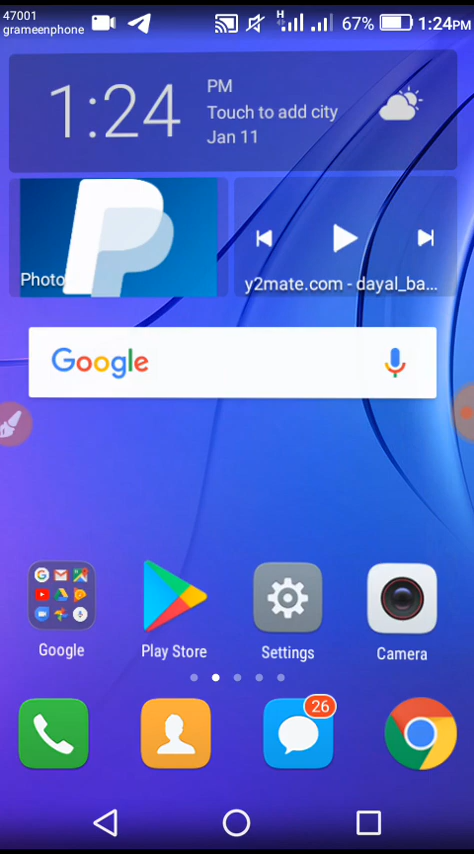 47001
grameenphone
H
67%
1:24PM
1:24
PM
Touch to add city
Jan 11
Photo
y2mate.com - dayal_ba...
Google
Google
Play Store
Settings
Camera
26